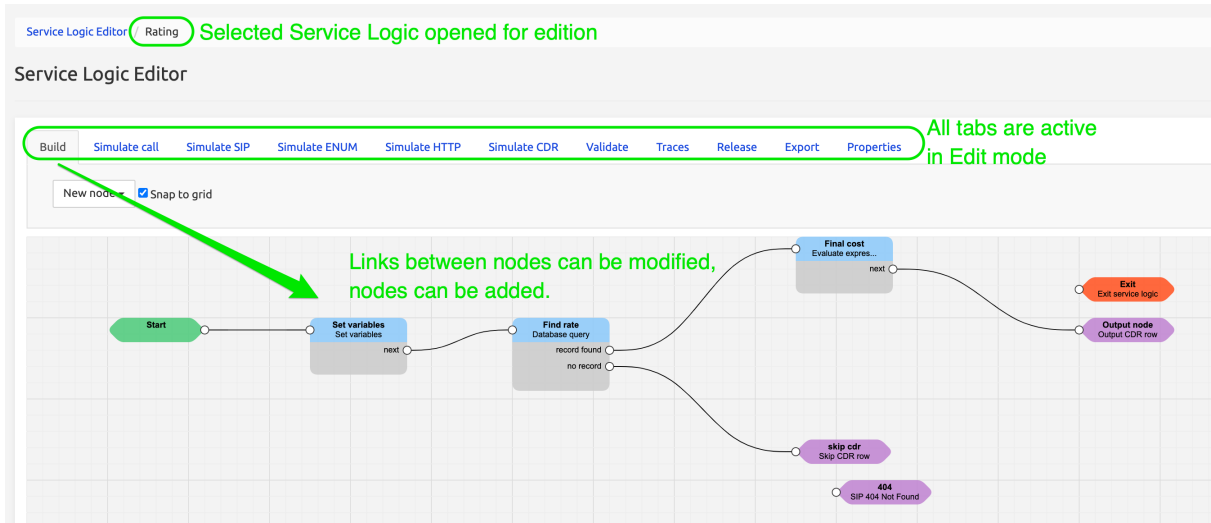 Service Logic Editor / Rating
Selected Service Logic opened for edition
Service Logic Editor
All tabs are active
in Edit mode
Build Simulate call Simulate SIP Simulate ENUM Simulate HTTP Simulate CDR Validate Traces Release Export Properties
New node Snap to grid
Links between nodes can be modified,
nodes can be added.
Final cost
Evaluate expres...
next
Exit
Exit service logic
Start
Set variables
Set variables
next
Find rate
Database query
record found
no record
Output node
Output CDR row
skip cdr
Skip CDR row
404
SIP 404 Not Found